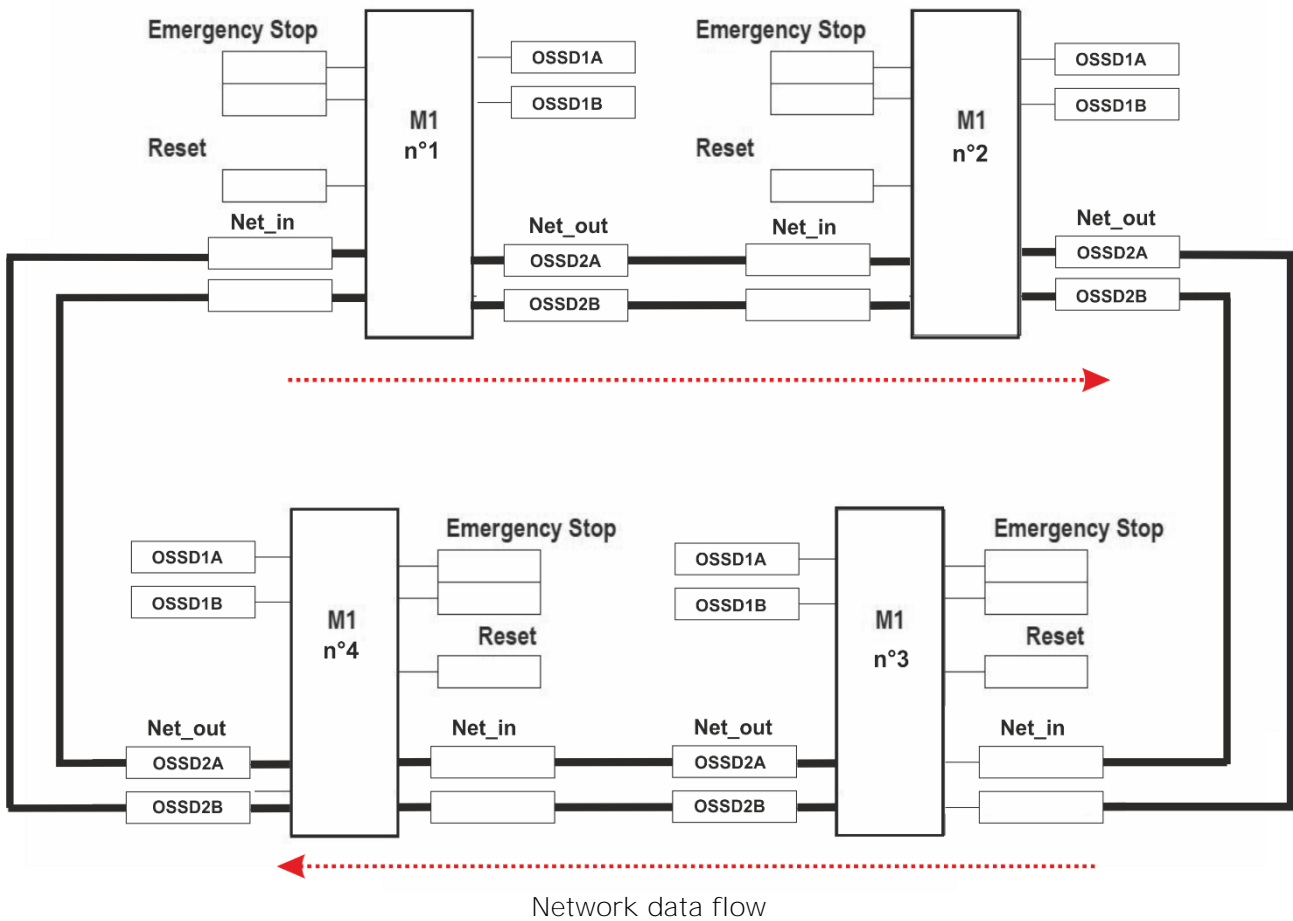 Emergency Stop
OSSD1A
OSSD1B
M1
n°1
Reset
Net_in
Net_out
OSSD2A
OSSD2B
Emergency Stop
OSSD1A
OSSD1B
M1
n°2
Reset
Net_in
Net_out
OSSD2A
OSSD2B
OSSD1A
OSSD1B
M1
n°4
Emergency Stop
Reset
Net_out
OSSD2A
OSSD2B
Net_in
OSSD1A
OSSD1B
M1
n°3
Emergency Stop
Reset
Net_out
OSSD2A
OSSD2B
Net_in
Network data flow